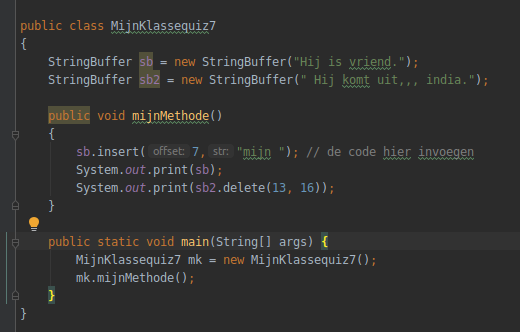 public class MijnKlassequiz7
{
StringBuffer sb = new StringBuffer("Hij is vriend.");
StringBuffer sb2 = new StringBuffer(" Hij komt uit,,, india.");
public void mijnMethode()
{
sb.insert( offset: 7, str: "mijn "); // de code hier invoegen
System.out.print(sb);
System.out.print(sb2.delete(13, 16));
}
public static void main(String[] args) {
MijnKlassequiz7 mk = new MijnKlassequiz7();
mk.mijnMethode();
}
}